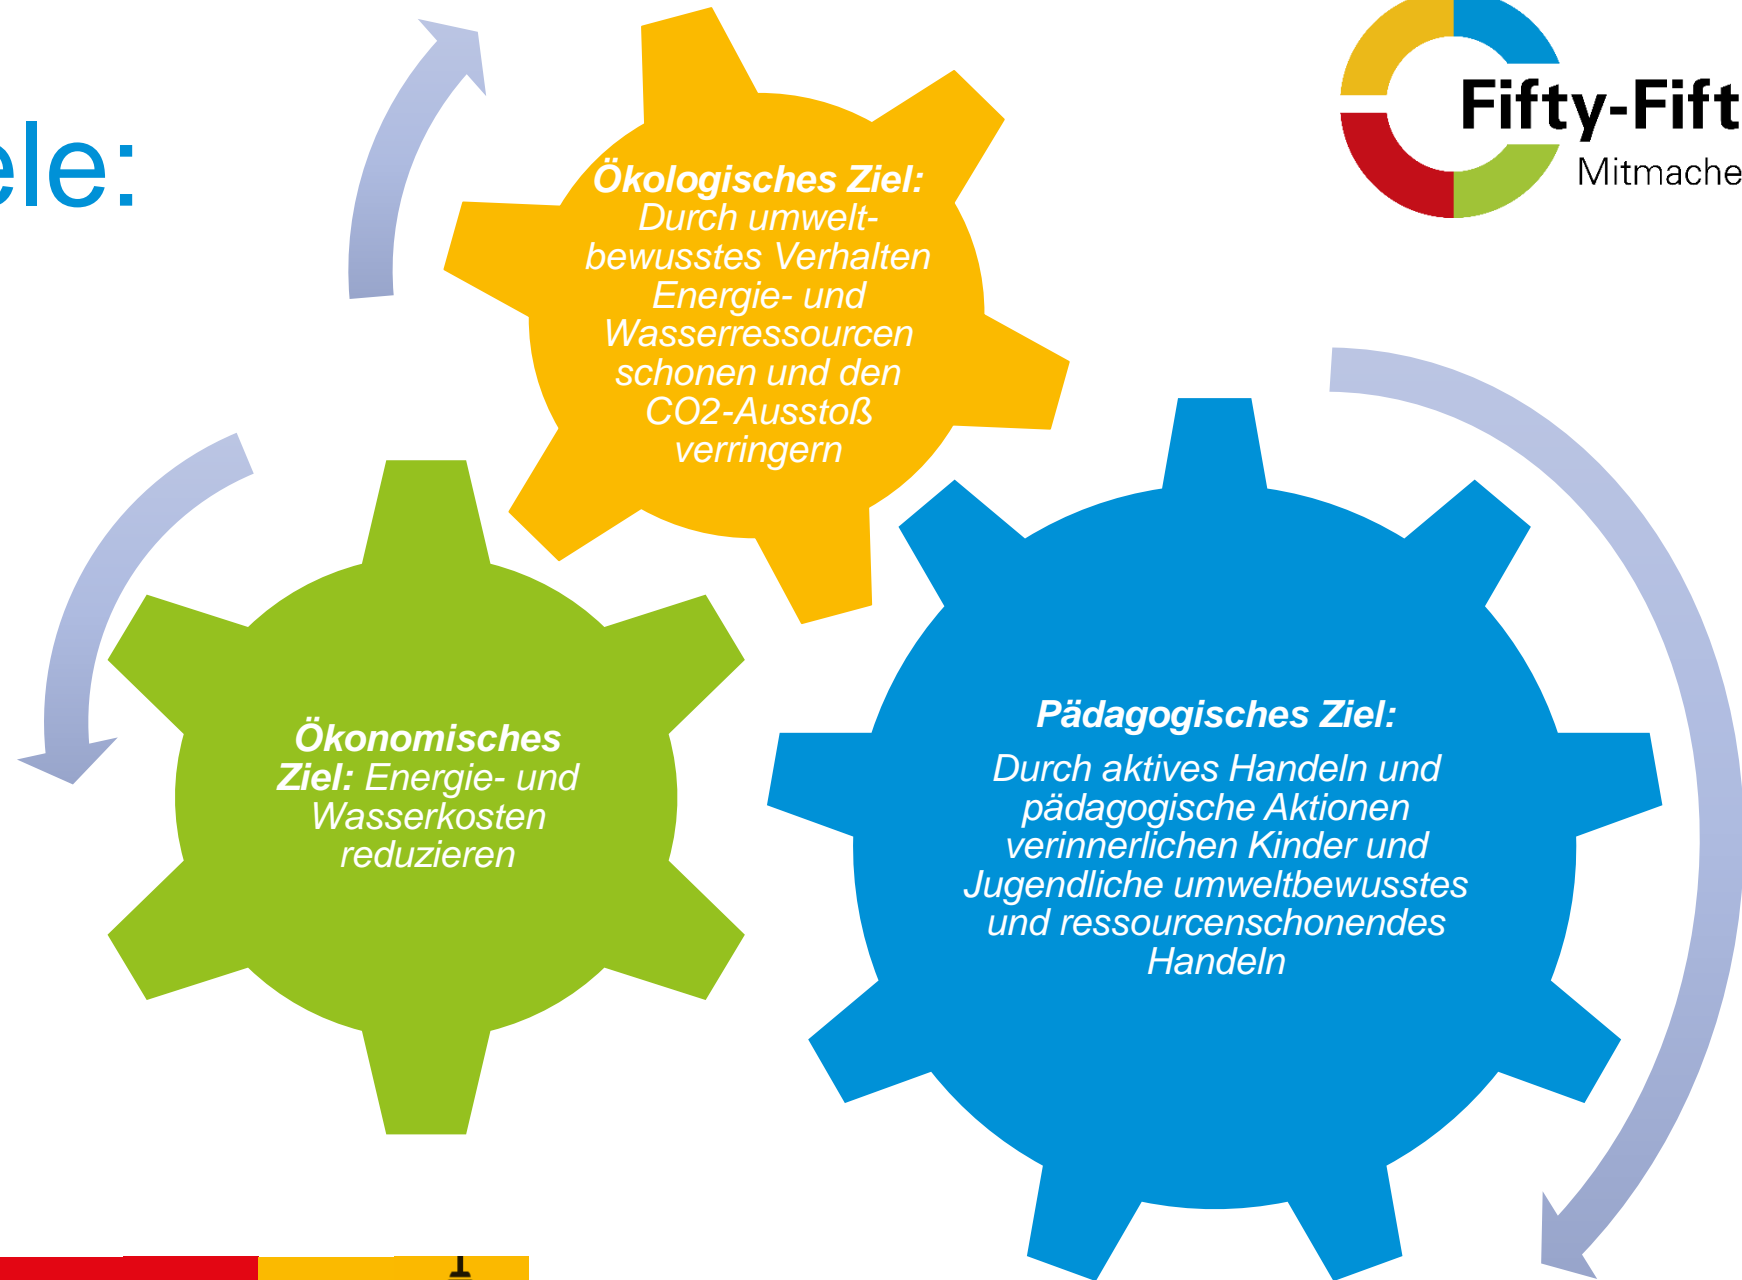 ele:
Fifty-Fift
Mitmache
Ökologisches Ziel:
Durch umwelt-
bewusstes Verhalten
Energie- und
Wasserressourcen
schonen und den
CO2-Ausstoß
verringern
Ökonomisches
Ziel: Energie- und
Wasserkosten
reduzieren
Pädagogisches Ziel:
Durch aktives Handeln und
pädagogische Aktionen
verinnerlichen Kinder und
Jugendliche umweltbewusstes
und ressourcenschonendes
Handeln